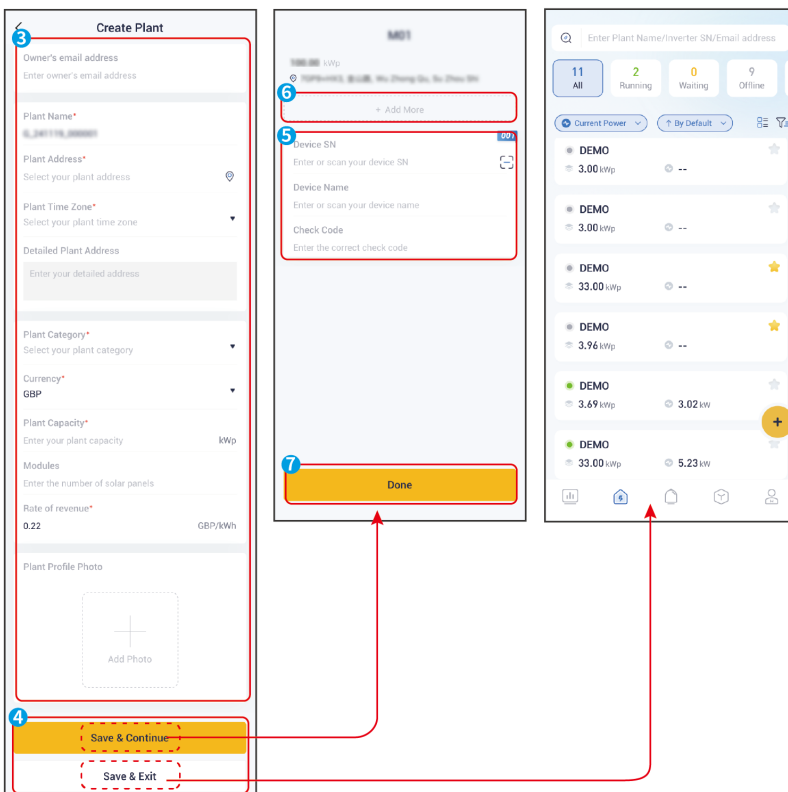 Create Plant
3
Owner's email address
Enter owner's email address
Plant Name*
Plant Address*
Select your plant address
Plant Time Zone*
Select your plant time zone
Detailed Plant Address
Enter your detailed address
Plant Category*
Select your plant category
Currency*
GBP
Plant Capacity*
Enter your plant capacity kWp
Modules
Enter the number of solar panels
Rate of revenue*
0.22 GBP/kWh
Plant Profile Photo
Add Photo
4
Save & Continue
Save & Exit
M01
100.00 kWp
6
+ Add More
5
001
Device SN
Enter or scan your device SN
Device Name
Enter or scan your device name
Check Code
Enter the correct check code
7
Done
Enter Plant Name/Inverter SN/Email address
11 2 0 9
All Running Waiting Offline
Current Power ↑ By Default
DEMO
3.00 kWp --
DEMO
3.00 kWp --
DEMO
33.00 kWp --
DEMO
3.96 kWp --
DEMO
3.69 kWp 3.02 kW
+
DEMO
33.00 kWp 5.23 kW